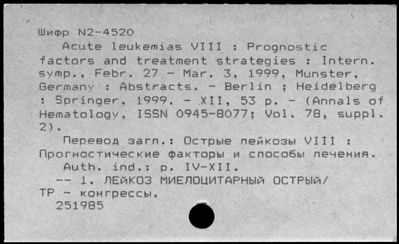 Шифр N2-4520
Acute leukemias VIII : Prognostic
factors and treatment strategies : Intern.
symp., Febr. 27 - Mar. 3, 1999, Munster,
Germany : Abstracts. - Berlin ; Heidelberg
: Springer, 1999. - XII, 53 p. - (Annals of
Hematology, ISSN 0945-8077; Vol. 78, suppl.
2).
Перевод загл.: Острые лейкозы VIII :
Прогностические факторы и способы лечения.
Auth. ind.: p. IV-XII.
-- 1. ЛЕЙКОЗ МИЕЛОЦИТАРНЫЙ ОСТРЫЙ/
ТР - конгрессы.
251985